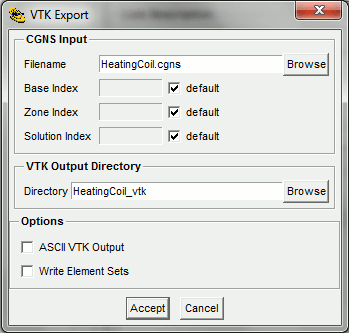 VTK Export
CGNS Input
Filename HeatingCoil.cgns Browse
Base Index default
Zone Index default
Solution Index default
VTK Output Directory
Directory HeatingCoil_vtk Browse
Options
ASCII VTK Output
Write Element Sets
Accept Cancel